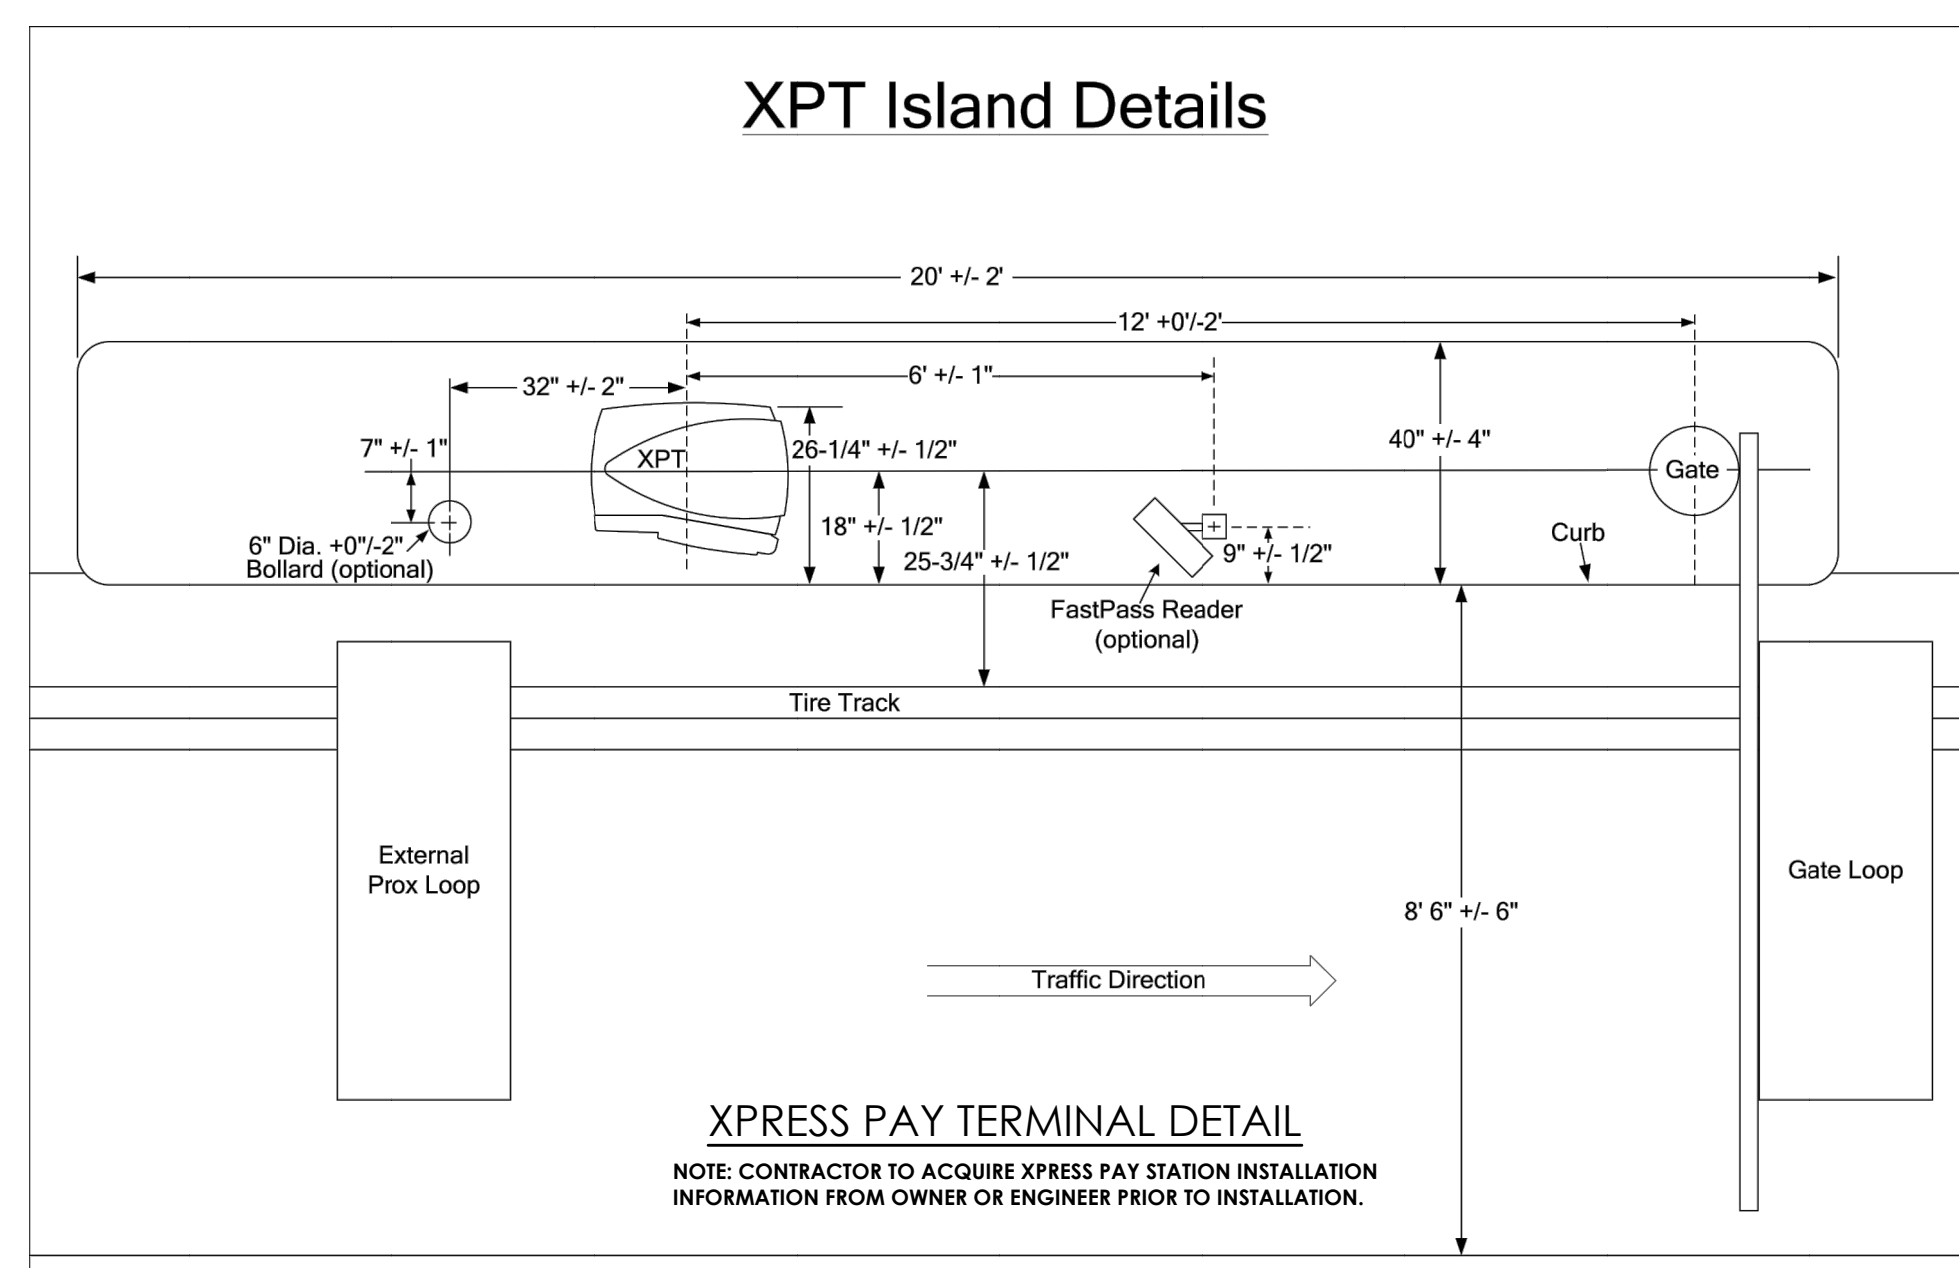 XPT Island Details
20' +/- 2'
12' +0'/-2'
6' +/- 1"
32" +/- 2"
7" +/- 1"
XPT
26-1/4" +/- 1/2"
40" +/- 4"
Gate
18" +/- 1/2"
6" Dia. +0"/-2"
Bollard (optional)
25-3/4" +/- 1/2"
9" +/- 1/2"
Curb
FastPass Reader
(optional)
Tire Track
External
Prox Loop
Gate Loop
8' 6" +/- 6"
Traffic Direction
XPRESS PAY TERMINAL DETAIL
NOTE: CONTRACTOR TO ACQUIRE XPRESS PAY STATION INSTALLATION
INFORMATION FROM OWNER OR ENGINEER PRIOR TO INSTALLATION.